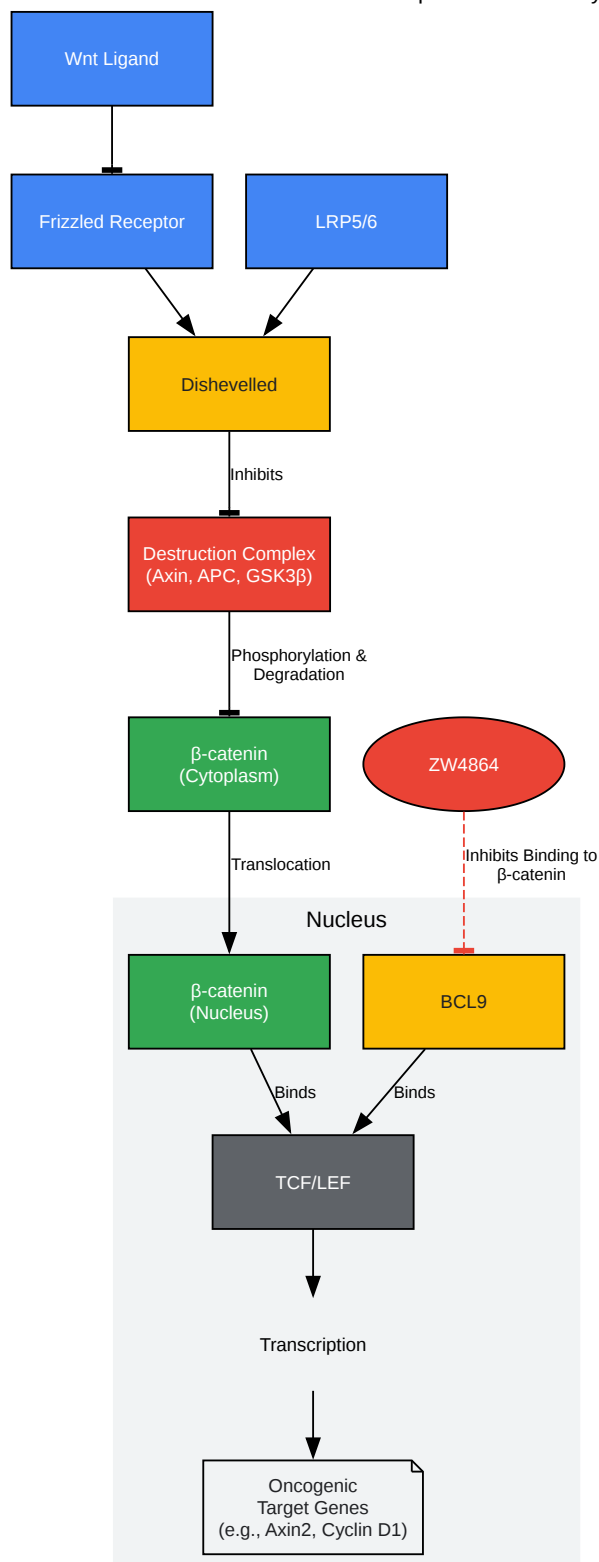 Wnt Ligand
Frizzled Receptor
LRP5/6
Dishevelled
Inhibits
Destruction Complex
(Axin, APC, GSK3β)
Phosphorylation &
Degradation
β-catenin
(Cytoplasm)
ZW4864
Translocation
Inhibits Binding to
β-catenin
Nucleus
β-catenin
(Nucleus)
BCL9
Binds
Binds
TCF/LEF
Transcription
Oncogenic
Target Genes
(e.g., Axin2, Cyclin D1)